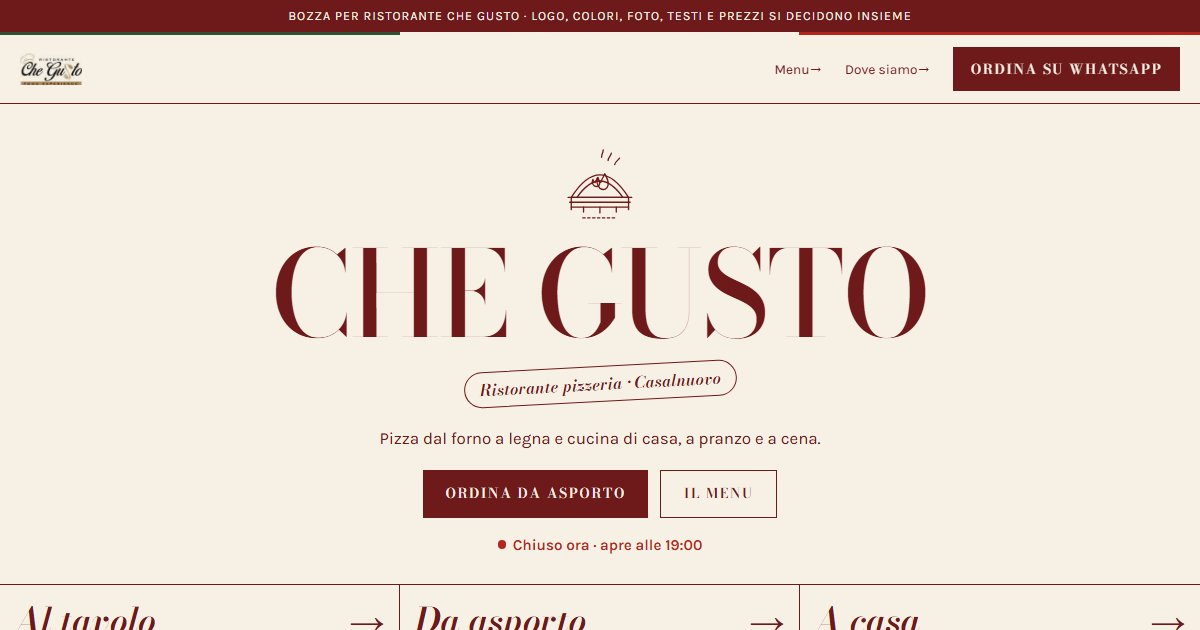 BOZZA PER RISTORANTE CHE GUSTO · LOGO, COLORI, FOTO, TESTI E PREZZI SI DECIDONO INSIEME
RISTORANTE
Che Gusto
Menu→
Dove siamo→
ORDINA SU WHATSAPP
CHE GUSTO
Ristorante pizzeria · Casalnuovo
Pizza dal forno a legna e cucina di casa, a pranzo e a cena.
ORDINA DA ASPORTO
IL MENU
Chiuso ora · apre alle 19:00
Al tavolo →
Da asporto →
A casa →